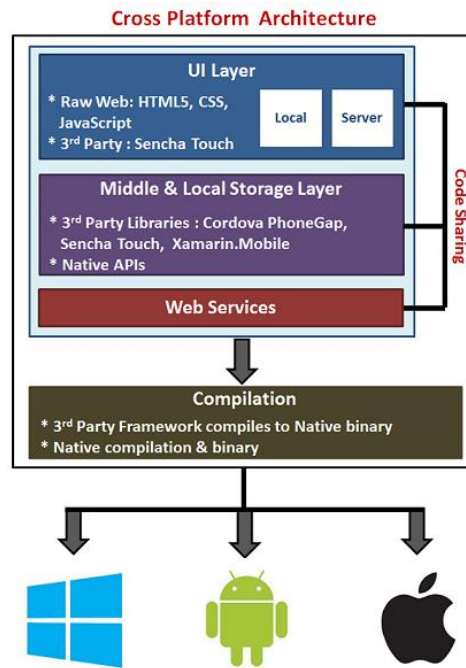 Cross Platform Architecture
UI Layer
* Raw Web: HTML5, CSS,
JavaScript
* 3rd Party : Sencha Touch
Local
Server
Middle & Local Storage Layer
* 3rd Party Libraries : Cordova PhoneGap,
Sencha Touch, Xamarin.Mobile
* Native APIs
Web Services
Code Sharing
Compilation
* 3rd Party Framework compiles to Native binary
* Native compilation & binary